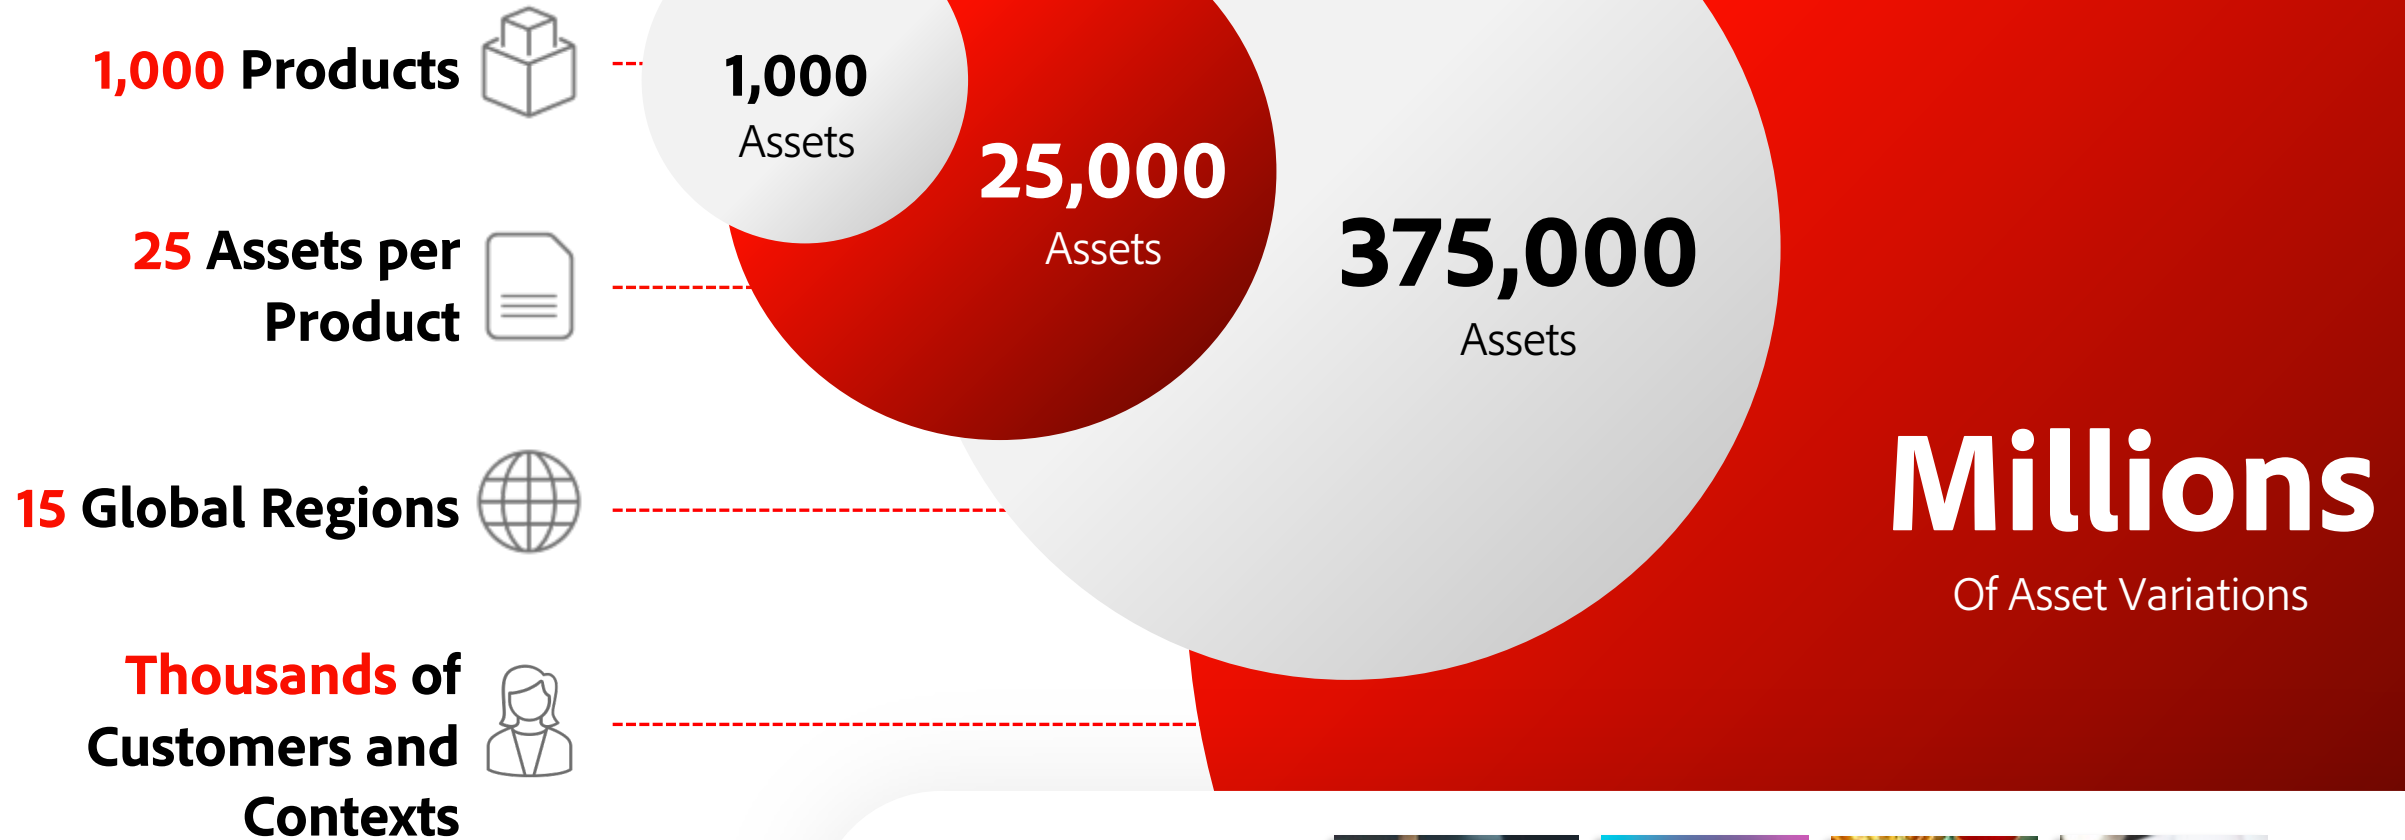 1,000 Products
1,000
Assets
25 Assets per
Product
25,000
Assets
15 Global Regions
375,000
Assets
Thousands of
Customers and
Contexts
Millions
Of Asset Variations